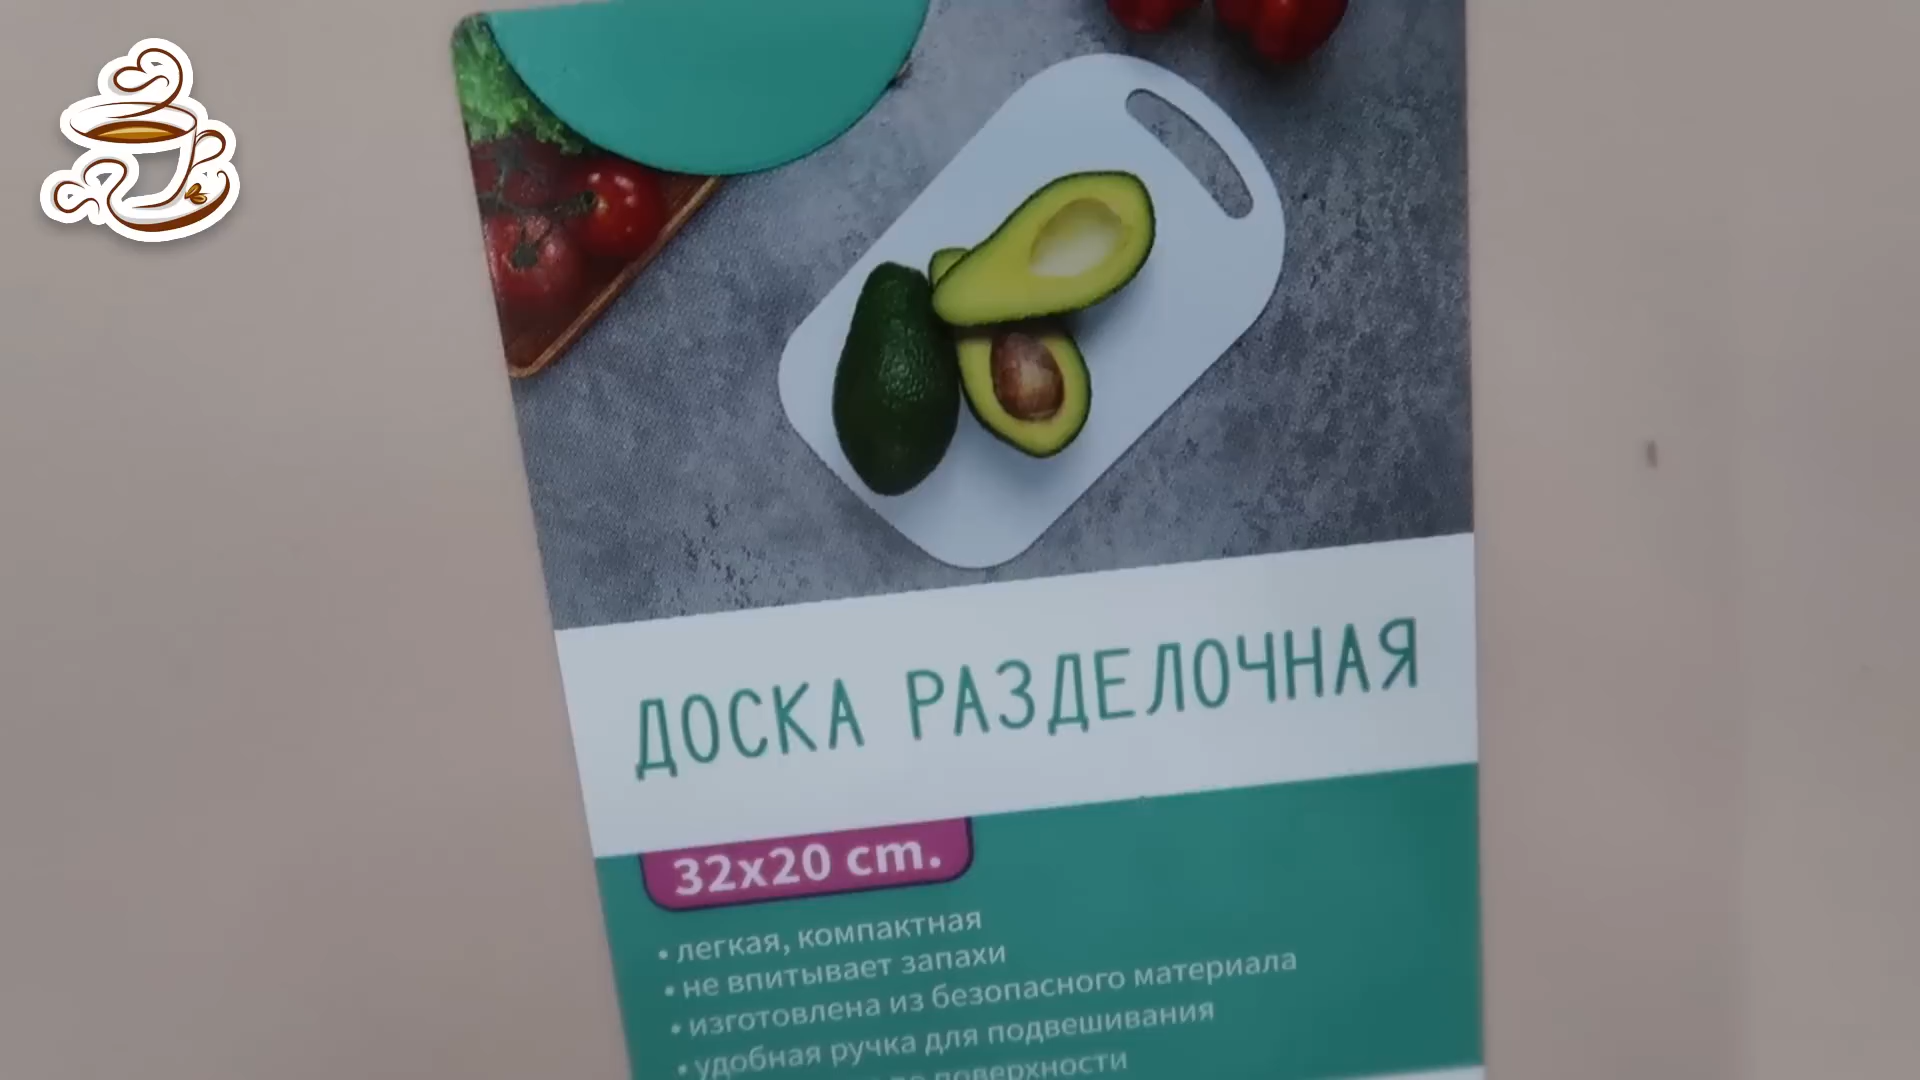 ДОСКА РАЗДЕЛОЧНАЯ
32x20 cm.
• легкая, компактная
• не впитывает запахи
• изготовлена из безопасного материала
• удобная ручка для подвешивания
поверхности